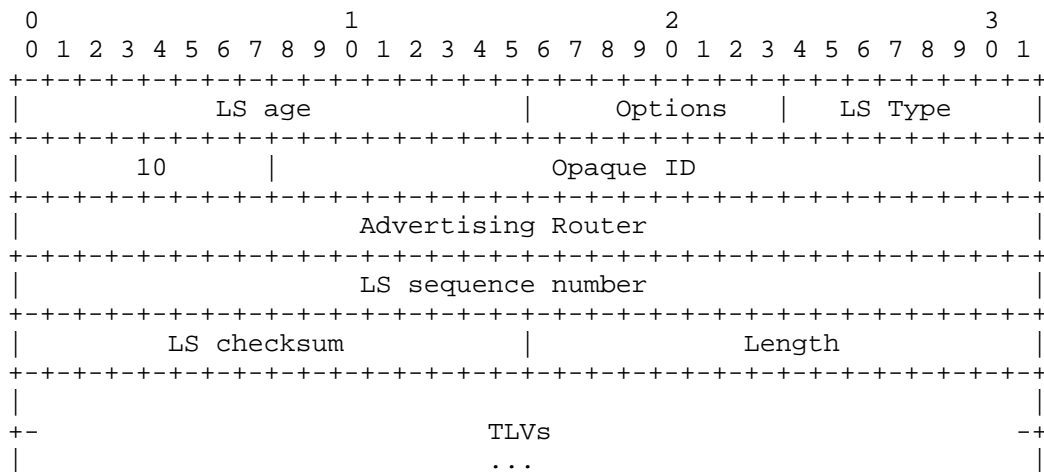 0                   1                   2                   3
 0 1 2 3 4 5 6 7 8 9 0 1 2 3 4 5 6 7 8 9 0 1 2 3 4 5 6 7 8 9 0 1
+-+-+-+-+-+-+-+-+-+-+-+-+-+-+-+-+-+-+-+-+-+-+-+-+-+-+-+-+-+-+-+-+
|            LS age             |     Options   |   LS Type     |
+-+-+-+-+-+-+-+-+-+-+-+-+-+-+-+-+-+-+-+-+-+-+-+-+-+-+-+-+-+-+-+-+
|       10      |                 Opaque ID                     |
+-+-+-+-+-+-+-+-+-+-+-+-+-+-+-+-+-+-+-+-+-+-+-+-+-+-+-+-+-+-+-+-+
|                     Advertising Router                        |
+-+-+-+-+-+-+-+-+-+-+-+-+-+-+-+-+-+-+-+-+-+-+-+-+-+-+-+-+-+-+-+-+
|                     LS sequence number                        |
+-+-+-+-+-+-+-+-+-+-+-+-+-+-+-+-+-+-+-+-+-+-+-+-+-+-+-+-+-+-+-+-+
|         LS checksum           |             Length            |
+-+-+-+-+-+-+-+-+-+-+-+-+-+-+-+-+-+-+-+-+-+-+-+-+-+-+-+-+-+-+-+-+
|                                                               |
+-                            TLVs                             -+
|                             ...                               |